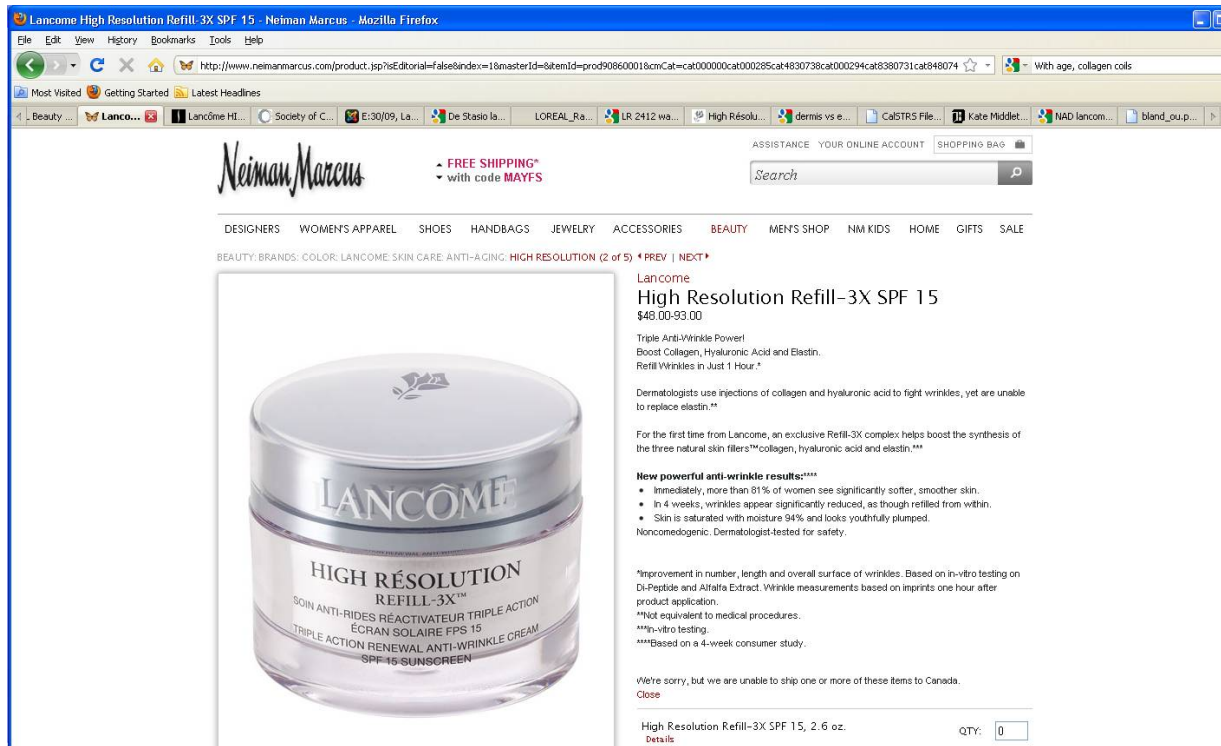 Lancome High Resolution Refill-3X SPF 15 - Neiman Marcus - Mozilla Firefox
File Edit View History Bookmarks Tools Help
http://www.neimanmarcus.com/product.jsp?isEditorial=false&index=1&masterId=&itemId=prod90860001&cmCat=cat000000cat000285cat4830738cat000294cat8380731cat848074 With age, collagen coils
Most Visited Getting Started Latest Headlines
. Beauty ... Lanco... Lancôme HI... Society of C... E:30/09, La... De Stasio la... LOREAL_Ra... LR 2412 wa... High Résolu... dermis vs e... CalSTRS File... Kate Middlet... NAD lancom... bland_ou.p...
ASSISTANCE YOUR ONLINE ACCOUNT SHOPPING BAG
Neiman Marcus
FREE SHIPPING*
with code MAYFS
Search
DESIGNERS WOMEN'S APPAREL SHOES HANDBAGS JEWELRY ACCESSORIES BEAUTY MEN'S SHOP NM KIDS HOME GIFTS SALE
BEAUTY: BRANDS: COLOR: LANCOME: SKIN CARE: ANTI-AGING: HIGH RESOLUTION (2 of 5) PREV | NEXT
Lancome
High Resolution Refill-3X SPF 15
$48.00-93.00
Triple Anti-Wrinkle Power!
Boost Collagen, Hyaluronic Acid and Elastin.
Refill Wrinkles in Just 1 Hour.*
Dermatologists use injections of collagen and hyaluronic acid to fight wrinkles, yet are unable
to replace elastin.**
For the first time from Lancome, an exclusive Refill-3X complex helps boost the synthesis of
the three natural skin fillers™collagen, hyaluronic acid and elastin.***
New powerful anti-wrinkle results:****
• Immediately, more than 81% of women see significantly softer, smoother skin.
• In 4 weeks, wrinkles appear significantly reduced, as though refilled from within.
• Skin is saturated with moisture 94% and looks youthfully plumped.
Noncomedogenic. Dermatologist-tested for safety.
*Improvement in number, length and overall surface of wrinkles. Based on in-vitro testing on
Di-Peptide and Alfalfa Extract. Wrinkle measurements based on imprints one hour after
product application.
**Not equivalent to medical procedures.
***In-vitro testing.
****Based on a 4-week consumer study.
We're sorry, but we are unable to ship one or more of these items to Canada.
Close
High Resolution Refill-3X SPF 15, 2.6 oz. QTY: 0
Details
LANCÔME
HIGH RÉSOLUTION
REFILL-3X™
SOIN ANTI-RIDES RÉACTIVATEUR TRIPLE ACTION
ÉCRAN SOLAIRE FPS 15
TRIPLE ACTION RENEWAL ANTI-WRINKLE CREAM
SPF 15 SUNSCREEN